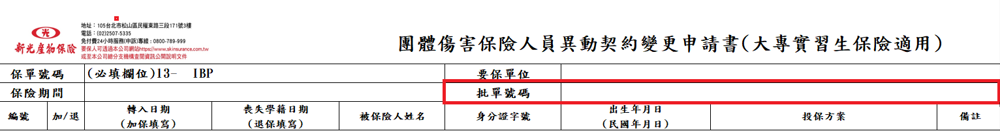 新光產物保險
地址：105台北市松山區民權東路三段171號3樓
電話：(02)2507-5335
免付費24小時服務(申訴)專線：0800-789-999
要保人可透過本公司網站https://www.skinsurance.com.tw
或至本公司總分支機構查閱資訊公開說明文件
團體傷害保險人員異動契約變更申請書(大專實習生保險適用)
保單號碼 (必填欄位)13- IBP 要保單位
保險期間 批單號碼
編號 加/退 轉入日期 (加保填寫) 喪失學籍日期 (退保填寫) 被保險人姓名 身分證字號 出生年月日 (民國年月日) 投保方案 備註